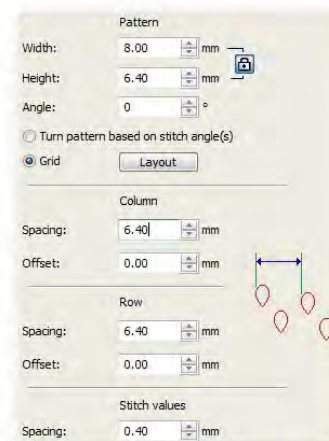 Pattern
Width: 8.00 mm
Height: 6.40 mm
Angle: 0 °
Turn pattern based on stitch angle(s)
Grid Layout
Column
Spacing: 6.40 mm
Offset: 0.00 mm
Row
Spacing: 6.40 mm
Offset: 0.00 mm
Stitch values
Spacing: 0.40 mm